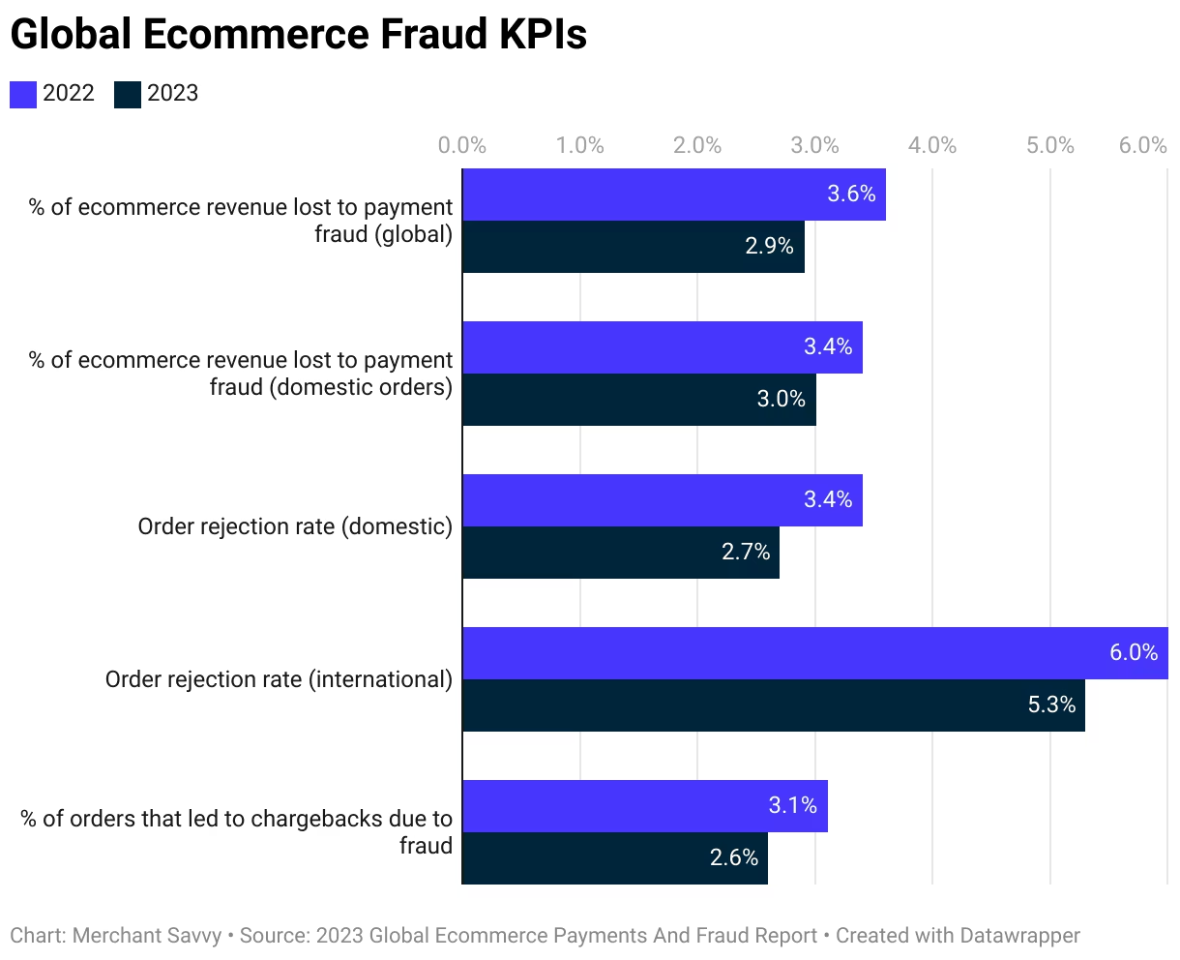 Global Ecommerce Fraud KPIs
2022 2023
0.0% 1.0% 2.0% 3.0% 4.0% 5.0% 6.0%
% of ecommerce revenue lost to payment
fraud (global)
3.6%
2.9%
% of ecommerce revenue lost to payment
fraud (domestic orders)
3.4%
3.0%
Order rejection rate (domestic)
3.4%
2.7%
Order rejection rate (international)
6.0%
5.3%
% of orders that led to chargebacks due to
fraud
3.1%
2.6%
Chart: Merchant Savvy • Source: 2023 Global Ecommerce Payments And Fraud Report • Created with Datawrapper